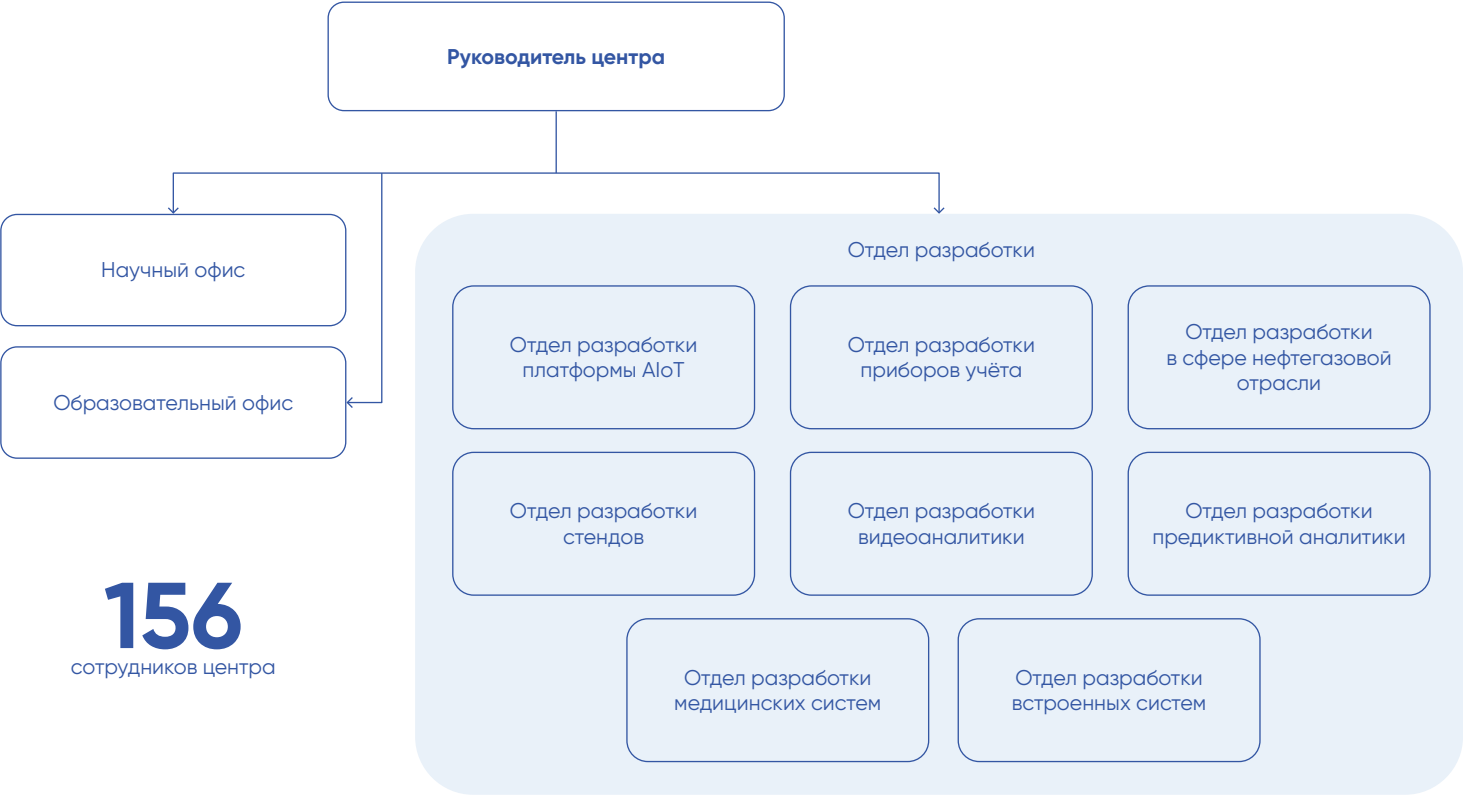 Руководитель центра
Научный офис
Образовательный офис
156
сотрудников центра
Отдел разработки
Отдел разработки
платформы AIoT
Отдел разработки
приборов учёта
Отдел разработки
в сфере нефтегазовой
отрасли
Отдел разработки
стендов
Отдел разработки
видеоаналитики
Отдел разработки
предиктивной аналитики
Отдел разработки
медицинских систем
Отдел разработки
встроенных систем